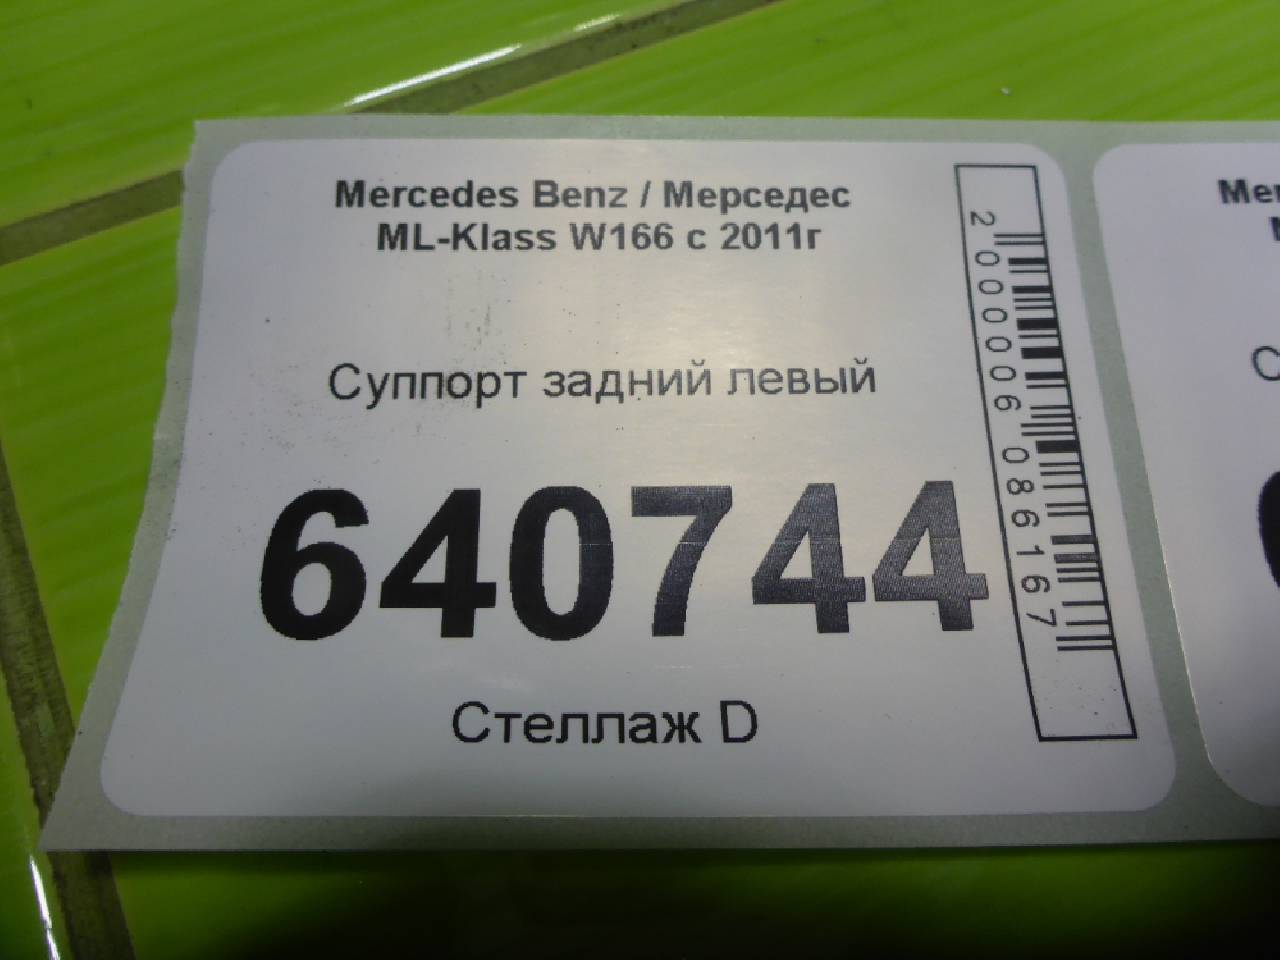 Mercedes Benz / Мерседес
ML-Klass W166 с 2011г
Суппорт задний левый
640744
Стеллаж D
2000006086167